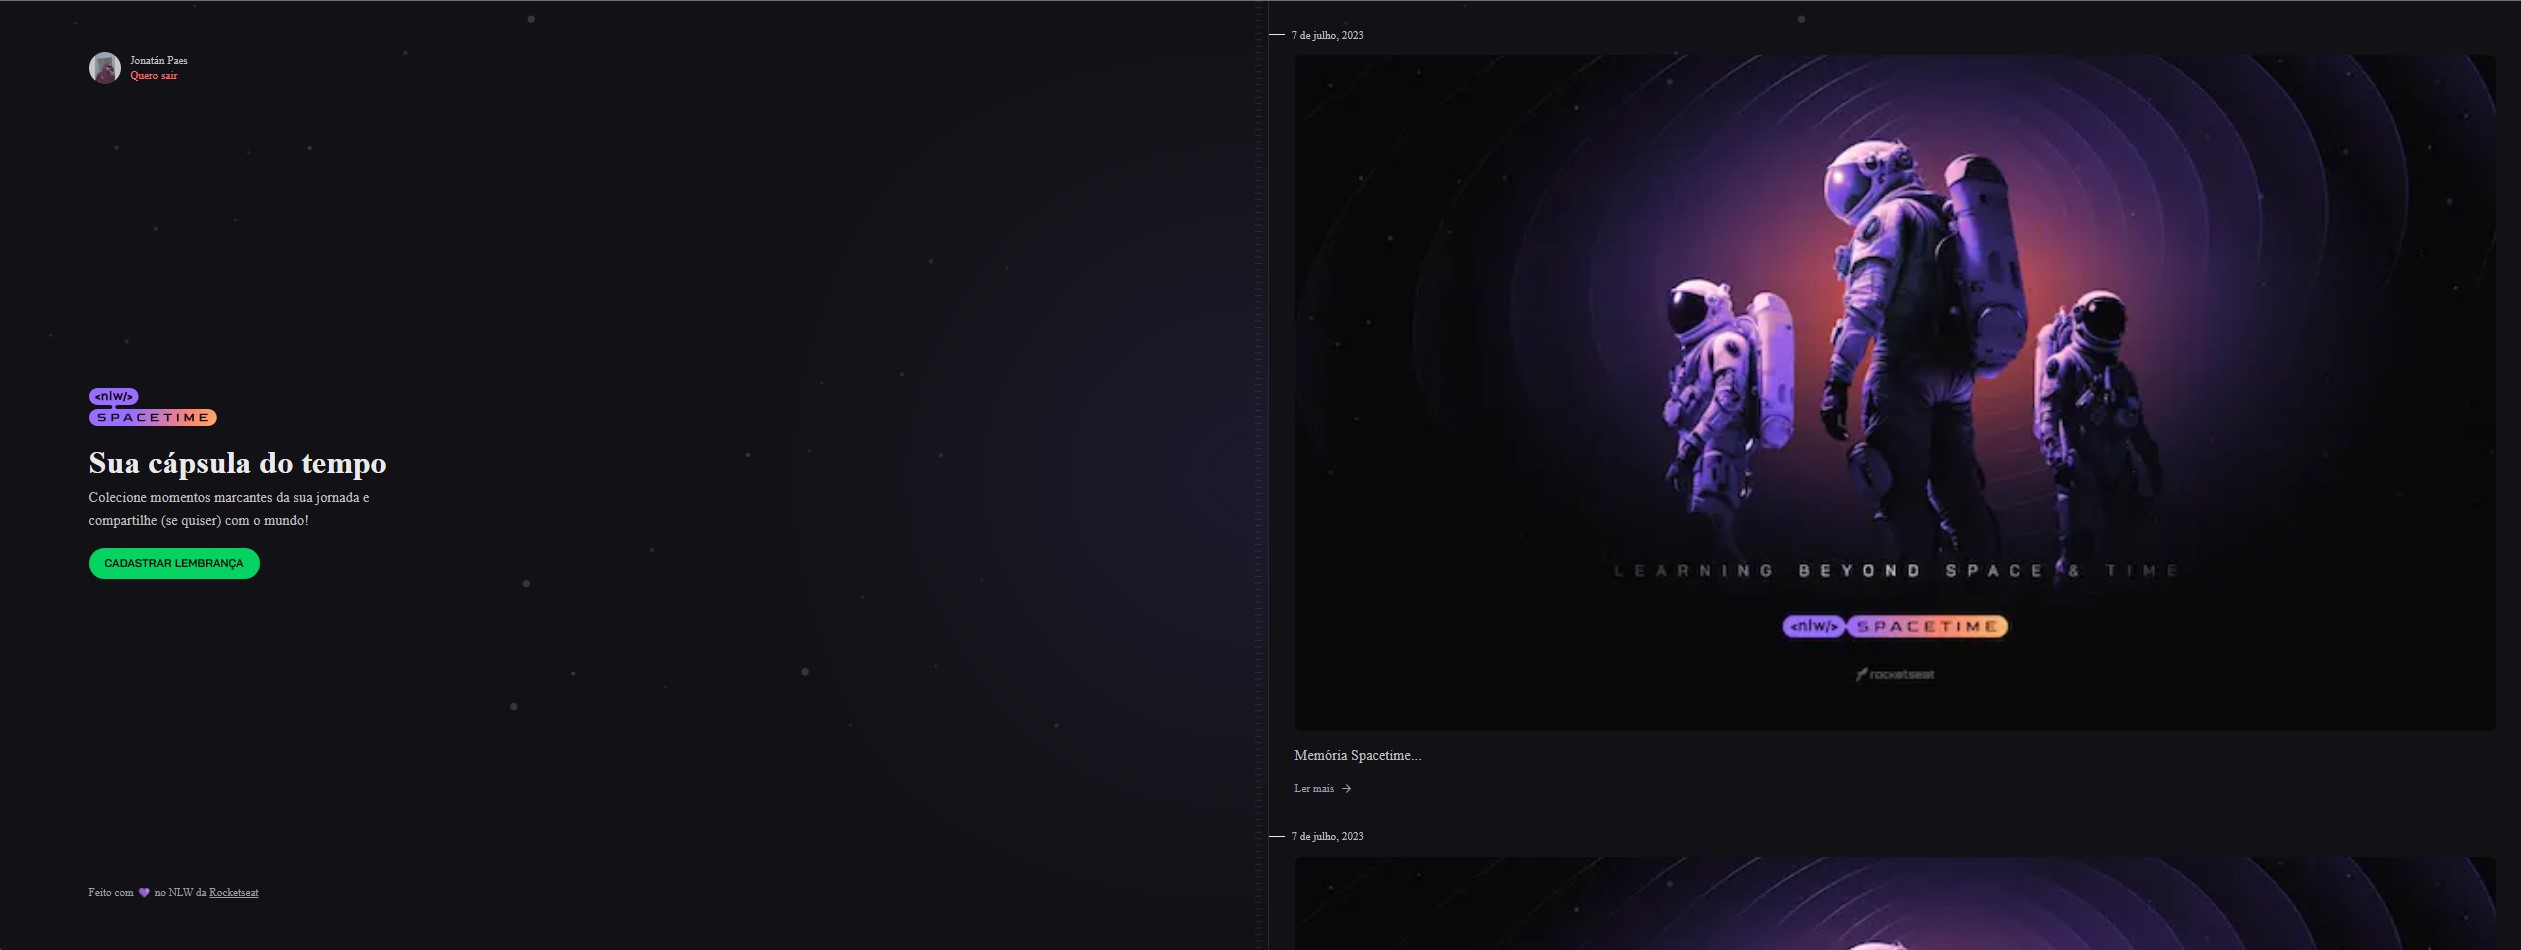 Jonatán Paes
Quero sair
<nlw/>
SPACETIME
Sua cápsula do tempo
Colecione momentos marcantes da sua jornada e
compartilhe (se quiser) com o mundo!
CADASTRAR LEMBRANÇA
Feito com 💜 no NLW da Rocketseat
7 de julho, 2023
LEARNING BEYOND SPACE & TIME
<nlw/> SPACETIME
rocketseat
Memória Spacetime...
Ler mais →
7 de julho, 2023